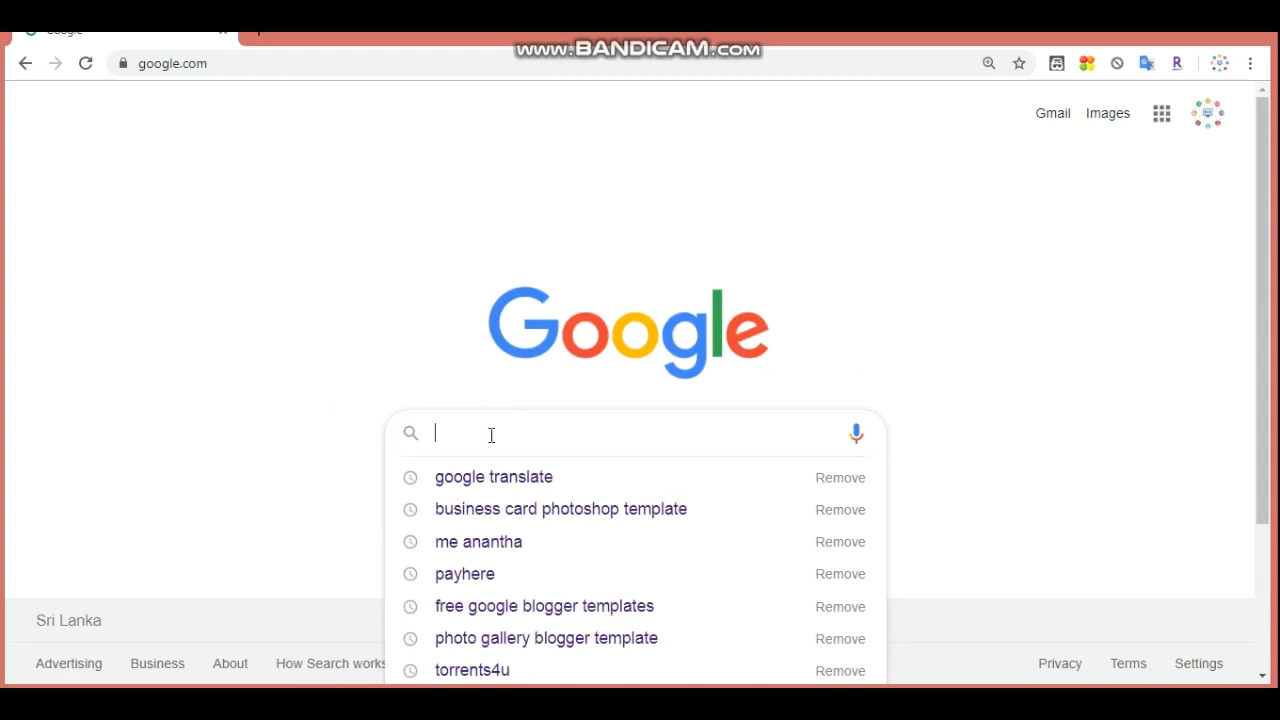 Google
www.BANDICAM.com
google.com
R
Gmail Images
Google
google translate Remove
business card photoshop template Remove
me anantha Remove
payhere Remove
free google blogger templates Remove
photo gallery blogger template Remove
torrents4u Remove
Sri Lanka
Advertising Business About How Search works
Privacy Terms Settings